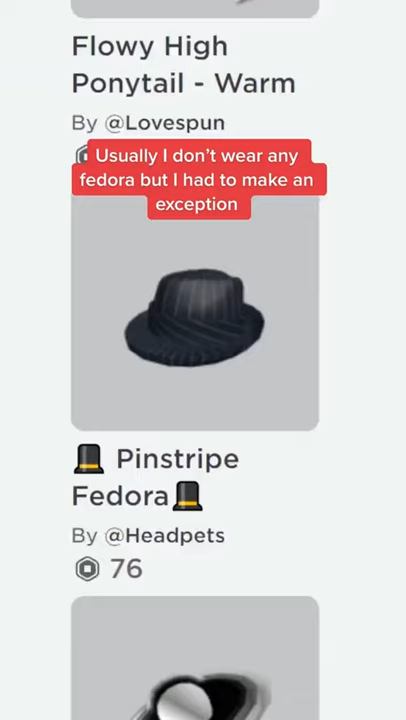 Flowy High
Ponytail - Warm
By @Lovespun
Usually I don't wear any
fedora but I had to make an
exception
🎩 Pinstripe
Fedora🎩
By @Headpets
76